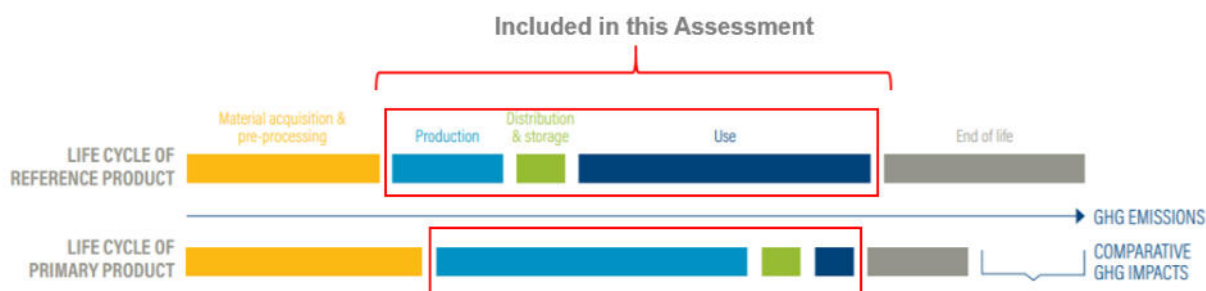 Included in this Assessment
Material acquisition &
pre-processing
Production
Distribution
& storage
Use
End of life
LIFE CYCLE OF
REFERENCE PRODUCT
GHG EMISSIONS
LIFE CYCLE OF
PRIMARY PRODUCT
COMPARATIVE
GHG IMPACTS